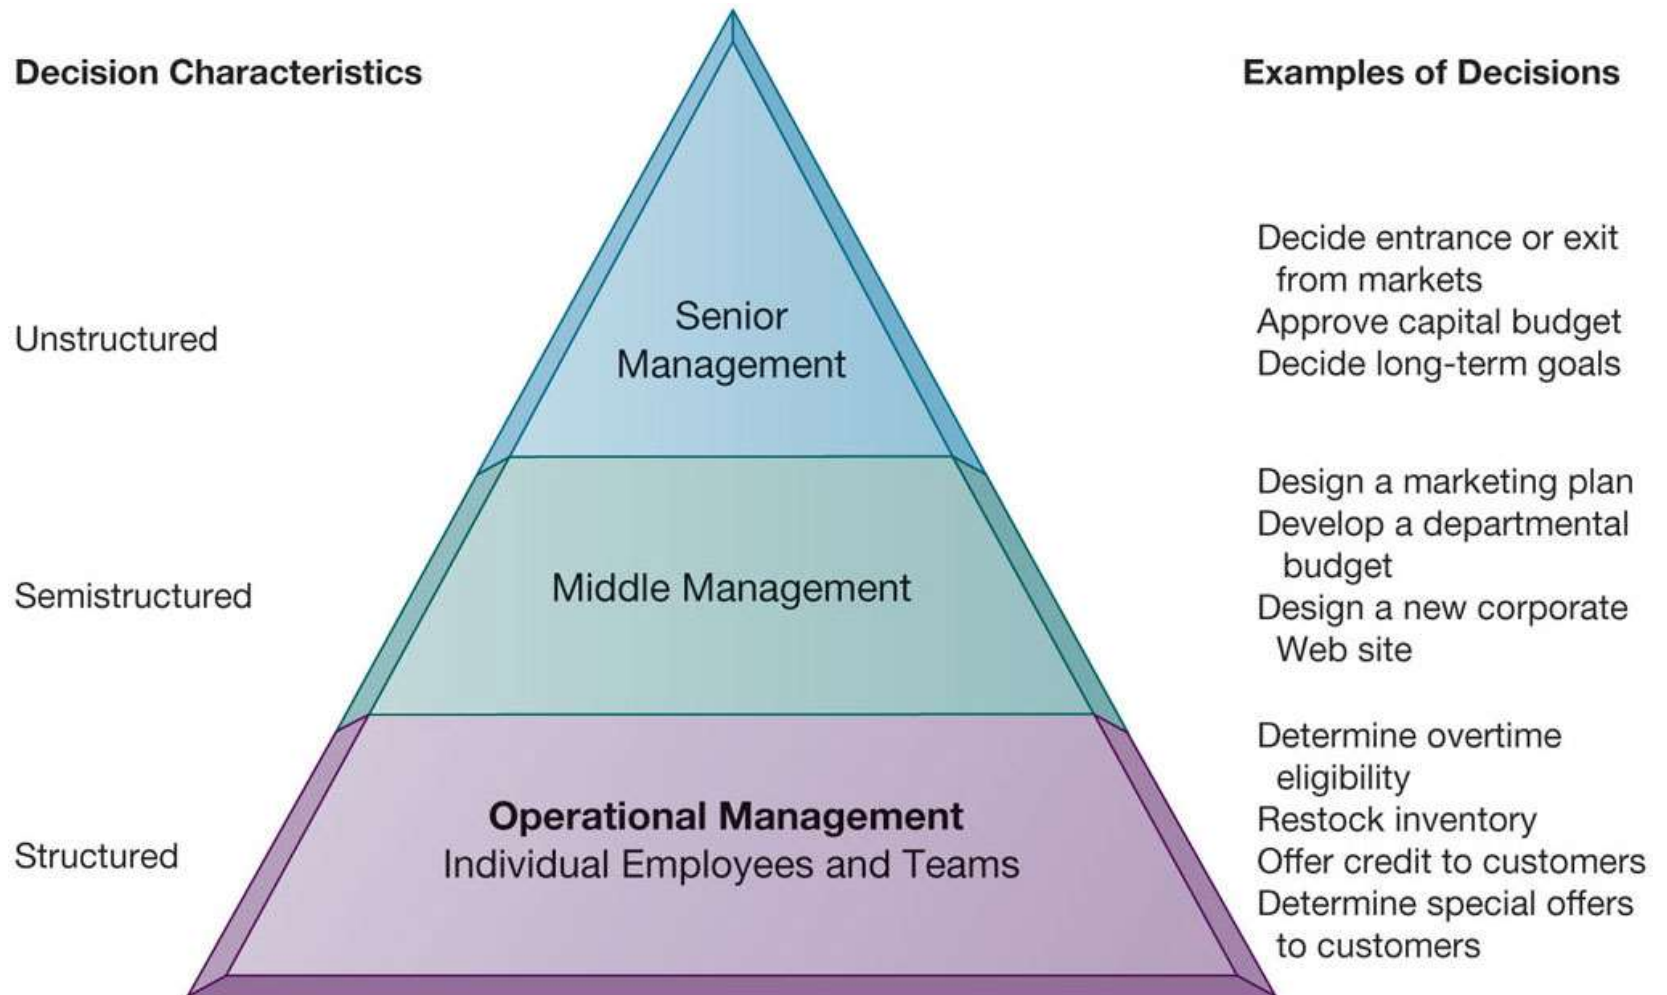 Decision Characteristics
Examples of Decisions
Unstructured
Senior
Management
Decide entrance or exit
from markets
Approve capital budget
Decide long-term goals
Semistructured
Middle Management
Design a marketing plan
Develop a departmental
budget
Design a new corporate
Web site
Structured
Operational Management
Individual Employees and Teams
Determine overtime
eligibility
Restock inventory
Offer credit to customers
Determine special offers
to customers